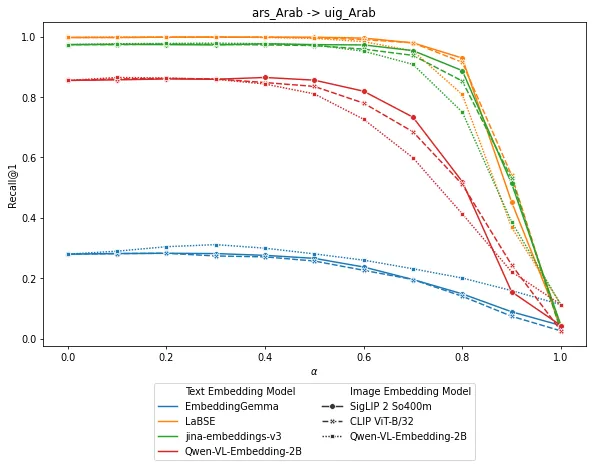 ars_Arab -> uig_Arab
1.0
0.8
0.6
0.4
0.2
0.0
Recall@1
0.0 0.2 0.4 0.6 0.8 1.0
α
Text Embedding Model
EmbeddingGemma
LaBSE
jina-embeddings-v3
Qwen-VL-Embedding-2B
Image Embedding Model
SigLIP 2 So400m
CLIP ViT-B/32
Qwen-VL-Embedding-2B